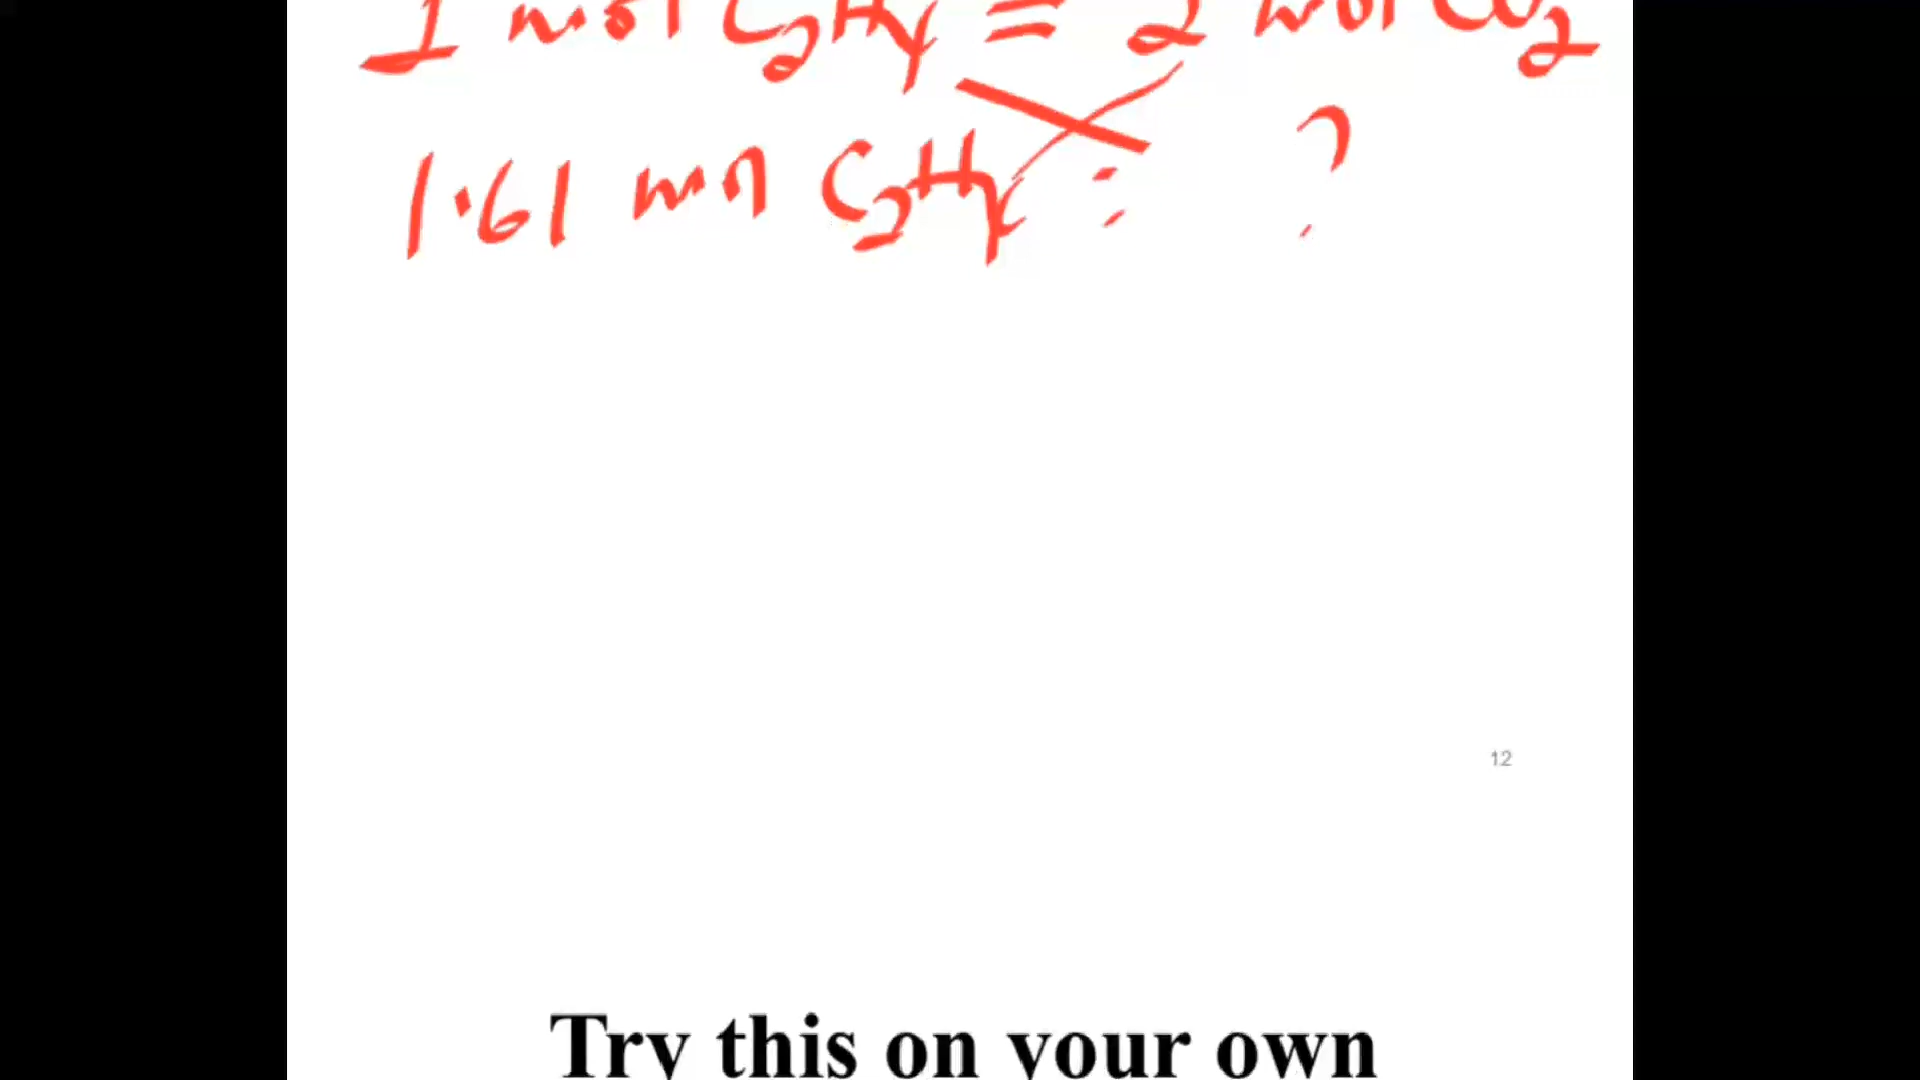 1 mol C2H4 = 2 mol CO2
1.61 mol C2H4 : ?
12
Try this on your own